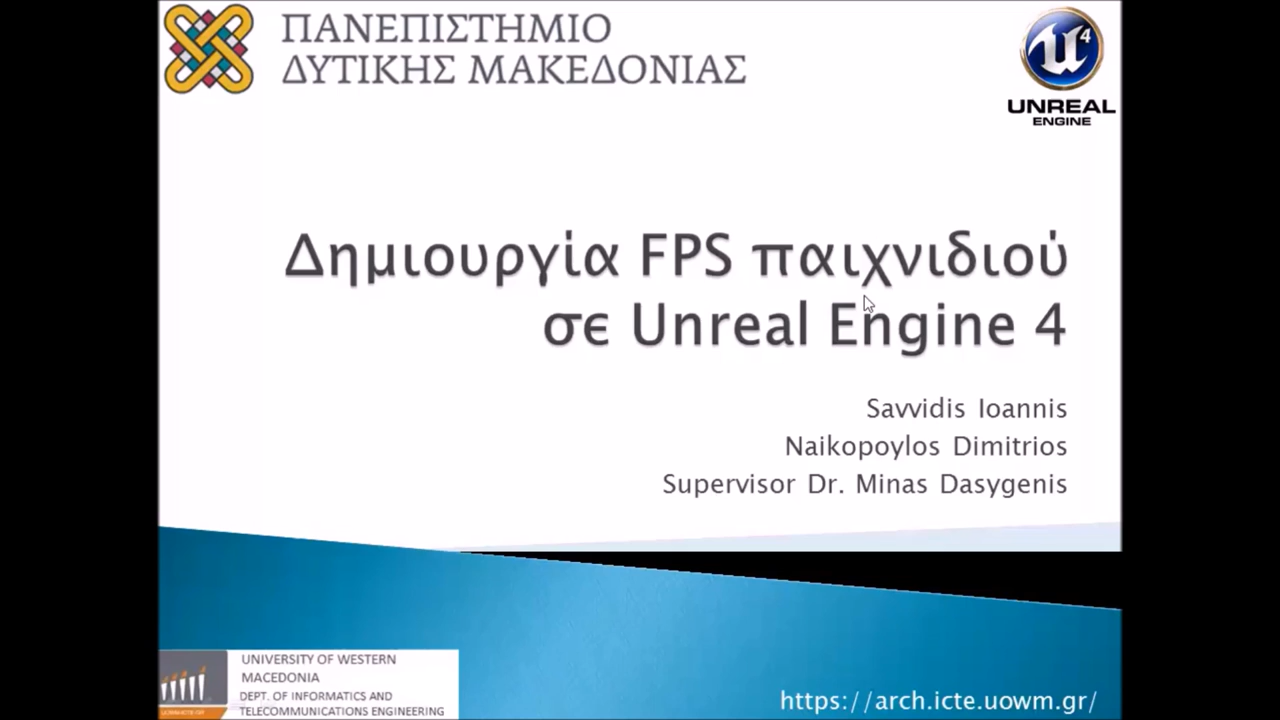 ΠΑΝΕΠΙΣΤΗΜΙΟ
ΔΥΤΙΚΗΣ ΜΑΚΕΔΟΝΙΑΣ
u 4
UNREAL
ENGINE
Δημιουργία FPS παιχνιδιού
σε Unreal Engine 4
Savvidis Ioannis
Naikopoylos Dimitrios
Supervisor Dr. Minas Dasygenis
UNIVERSITY OF WESTERN
MACEDONIA
DEPT. OF INFORMATICS AND
TELECOMMUNICATIONS ENGINEERING
https://arch.icte.uowm.gr/